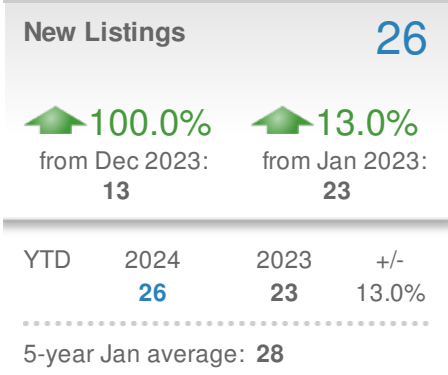 New Listings 26
100.0% 13.0%
from Dec 2023: from Jan 2023:
13 23
YTD 2024 2023 +/-
26 23 13.0%
5-year Jan average: 28